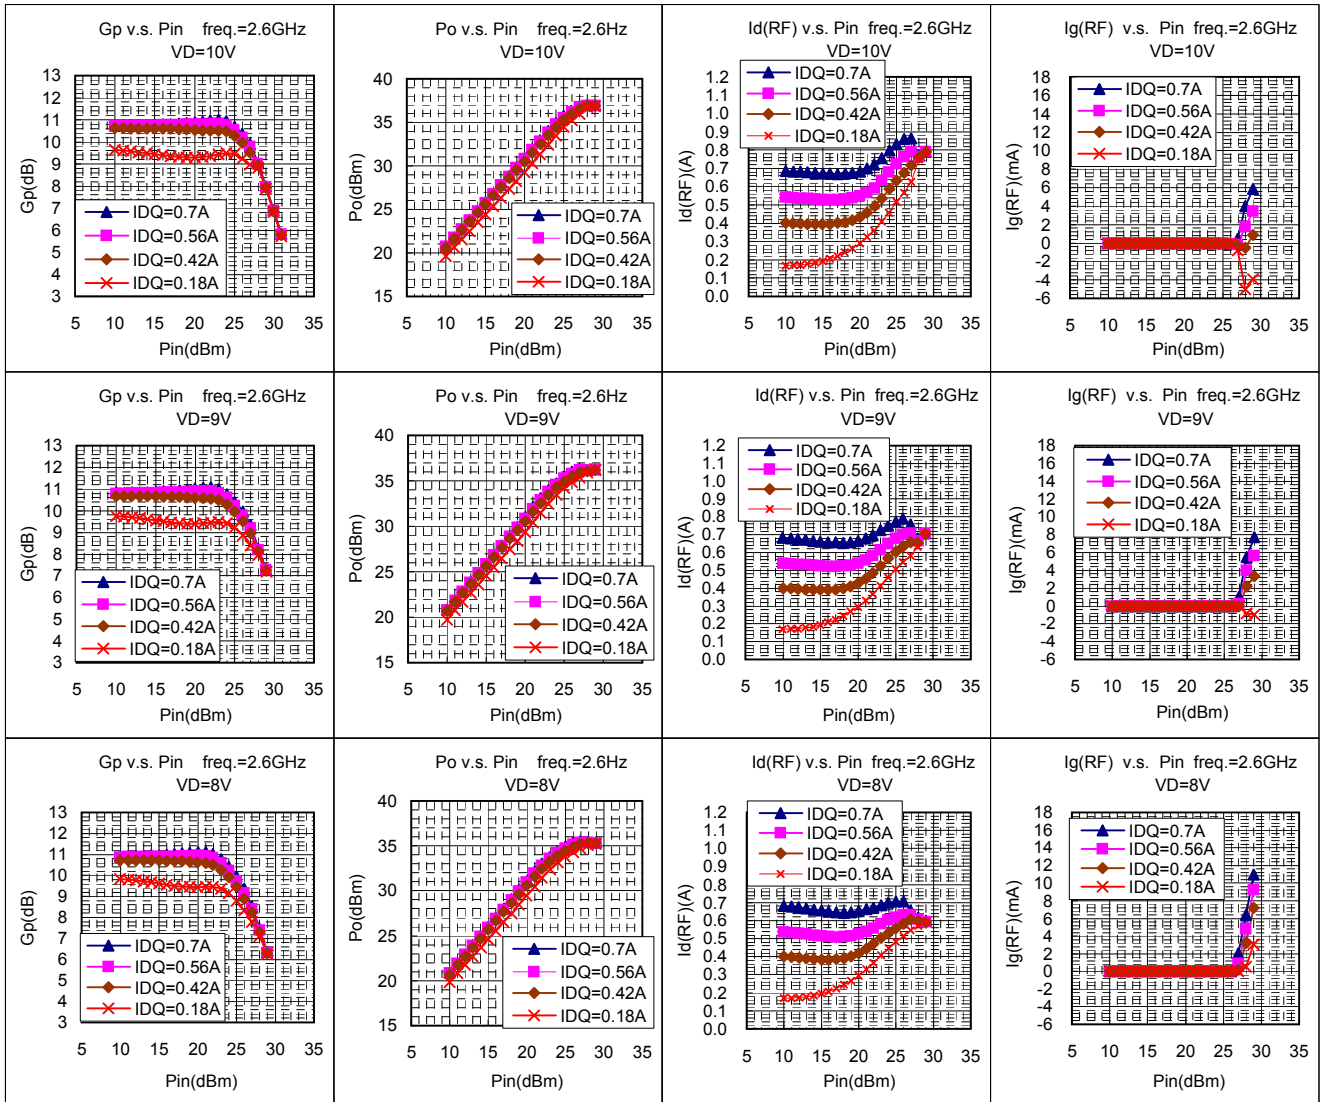 Gp v.s. Pin freq.=2.6GHz
VD=10V
13
12
11
10
9
8
7
6
5
4
3
Gp(dB)
IDQ=0.7A
IDQ=0.56A
IDQ=0.42A
IDQ=0.18A
5 10 15 20 25 30 35
Pin(dBm)
Po v.s. Pin freq.=2.6Hz
VD=10V
40
35
30
25
20
15
Po(dBm)
IDQ=0.7A
IDQ=0.56A
IDQ=0.42A
IDQ=0.18A
5 10 15 20 25 30 35
Pin(dBm)
Id(RF) v.s. Pin freq.=2.6GHz
VD=10V
1.2
1.1
1.0
0.9
0.8
0.7
0.6
0.5
0.4
0.3
0.2
0.1
0.0
Id(RF)(A)
IDQ=0.7A
IDQ=0.56A
IDQ=0.42A
IDQ=0.18A
5 10 15 20 25 30 35
Pin(dBm)
Ig(RF) v.s. Pin freq.=2.6GHz
VD=10V
18
16
14
12
10
8
6
4
2
0
-2
-4
-6
Ig(RF)(mA)
IDQ=0.7A
IDQ=0.56A
IDQ=0.42A
IDQ=0.18A
5 10 15 20 25 30 35
Pin(dBm)
Gp v.s. Pin freq.=2.6GHz
VD=9V
13
12
11
10
9
8
7
6
5
4
3
Gp(dB)
IDQ=0.7A
IDQ=0.56A
IDQ=0.42A
IDQ=0.18A
5 10 15 20 25 30 35
Pin(dBm)
Po v.s. Pin freq.=2.6Hz
VD=9V
40
35
30
25
20
15
Po(dBm)
IDQ=0.7A
IDQ=0.56A
IDQ=0.42A
IDQ=0.18A
5 10 15 20 25 30 35
Pin(dBm)
Id(RF) v.s. Pin freq.=2.6GHz
VD=9V
1.2
1.1
1.0
0.9
0.8
0.7
0.6
0.5
0.4
0.3
0.2
0.1
0.0
Id(RF)(A)
IDQ=0.7A
IDQ=0.56A
IDQ=0.42A
IDQ=0.18A
5 10 15 20 25 30 35
Pin(dBm)
Ig(RF) v.s. Pin freq.=2.6GHz
VD=9V
18
16
14
12
10
8
6
4
2
0
-2
-4
-6
Ig(RF)(mA)
IDQ=0.7A
IDQ=0.56A
IDQ=0.42A
IDQ=0.18A
5 10 15 20 25 30 35
Pin(dBm)
Gp v.s. Pin freq.=2.6GHz
VD=8V
13
12
11
10
9
8
7
6
5
4
3
Gp(dB)
IDQ=0.7A
IDQ=0.56A
IDQ=0.42A
IDQ=0.18A
5 10 15 20 25 30 35
Pin(dBm)
Po v.s. Pin freq.=2.6Hz
VD=8V
40
35
30
25
20
15
Po(dBm)
IDQ=0.7A
IDQ=0.56A
IDQ=0.42A
IDQ=0.18A
5 10 15 20 25 30 35
Pin(dBm)
Id(RF) v.s. Pin freq.=2.6GHz
VD=8V
1.2
1.1
1.0
0.9
0.8
0.7
0.6
0.5
0.4
0.3
0.2
0.1
0.0
Id(RF)(A)
IDQ=0.7A
IDQ=0.56A
IDQ=0.42A
IDQ=0.18A
5 10 15 20 25 30 35
Pin(dBm)
Ig(RF) v.s. Pin freq.=2.6GHz
VD=8V
18
16
14
12
10
8
6
4
2
0
-2
-4
-6
Ig(RF)(mA)
IDQ=0.7A
IDQ=0.56A
IDQ=0.42A
IDQ=0.18A
5 10 15 20 25 30 35
Pin(dBm)